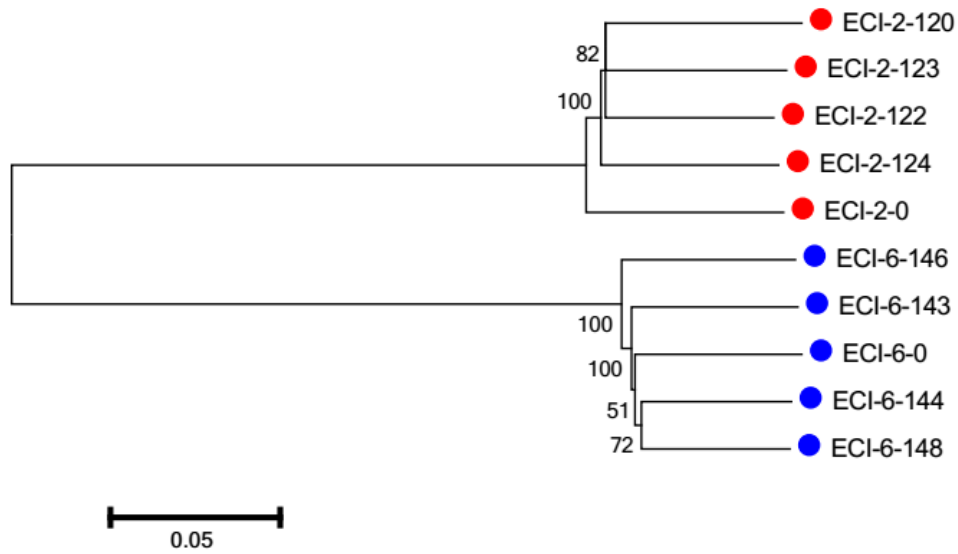 ECI-2-120
82
ECI-2-123
100
ECI-2-122
ECI-2-124
ECI-2-0
ECI-6-146
ECI-6-143
100
ECI-6-0
100
ECI-6-144
51
72
ECI-6-148
0.05